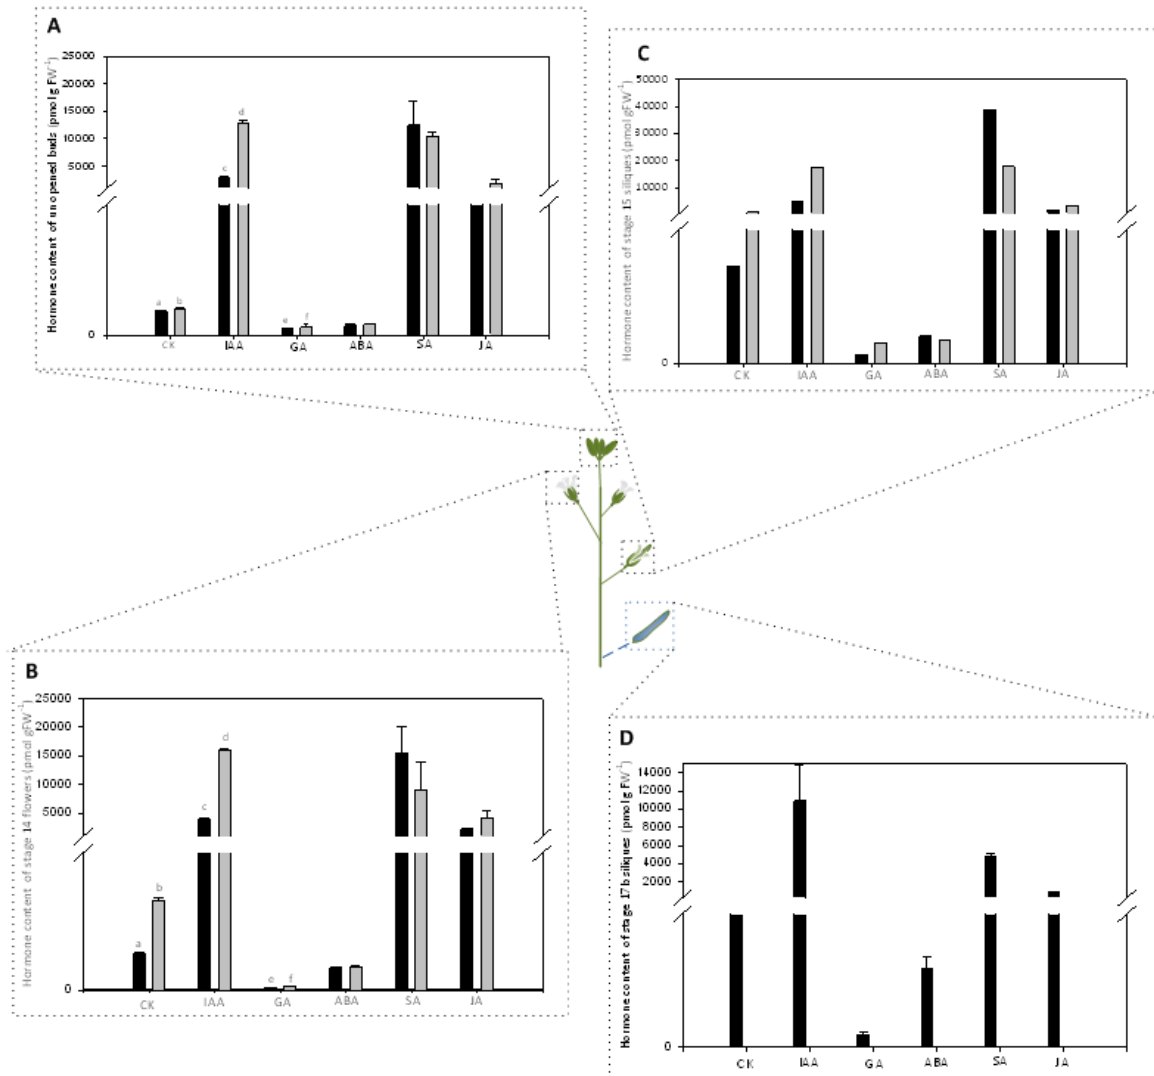 A
Hormone content of unopened buds (pmol g FW⁻¹)
25000
20000
15000
10000
5000
0
a
b
c
d
e
f
CK
IAA
GA
ABA
SA
JA
C
Hormone content of stage 15 siliques (pmol gFW⁻¹)
50000
40000
30000
20000
10000
0
CK
IAA
GA
ABA
SA
JA
B
Hormone content of stage 14 flowers (pmol gFW⁻¹)
25000
20000
15000
10000
5000
0
a
b
c
d
e
f
CK
IAA
GA
ABA
SA
JA
D
Hormone content of stage 17 b siliques (pmol g FW⁻¹)
14000
12000
10000
8000
6000
4000
2000
0
CK
IAA
GA
ABA
SA
JA